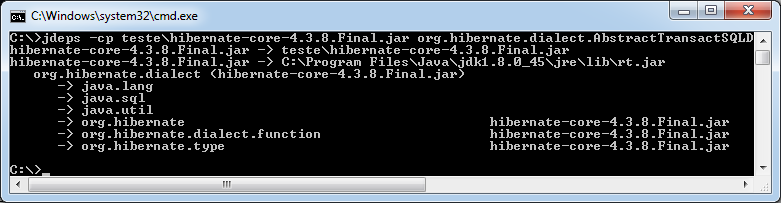 C:\Windows\system32\cmd.exe
C:\>jdeps -cp teste\hibernate-core-4.3.8.Final.jar org.hibernate.dialect.AbstractTransactSQLD
hibernate-core-4.3.8.Final.jar -> teste\hibernate-core-4.3.8.Final.jar
hibernate-core-4.3.8.Final.jar -> C:\Program Files\Java\jdk1.8.0_45\jre\lib\rt.jar
   org.hibernate.dialect (hibernate-core-4.3.8.Final.jar)
      -> java.lang
      -> java.sql
      -> java.util
      -> org.hibernate                                      hibernate-core-4.3.8.Final.jar
      -> org.hibernate.dialect.function                     hibernate-core-4.3.8.Final.jar
      -> org.hibernate.type                                 hibernate-core-4.3.8.Final.jar
C:\>_